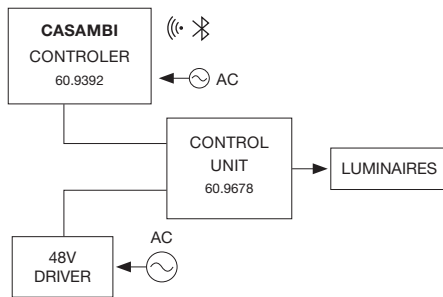 CASAMBI
CONTROLER
60.9392
AC
CONTROL
UNIT
60.9678
LUMINAIRES
AC
48V
DRIVER